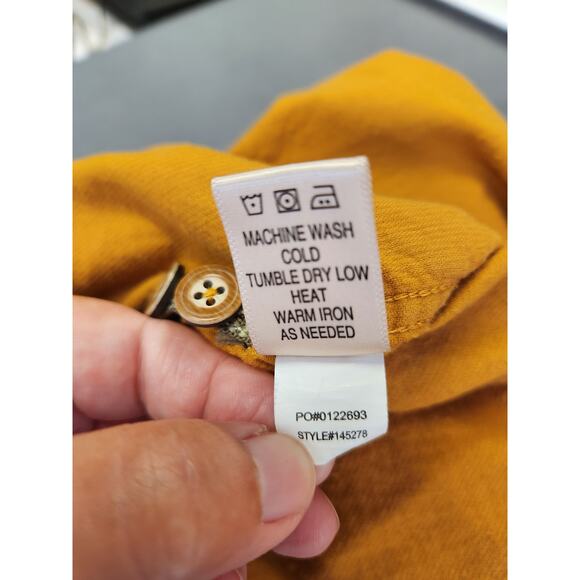 MACHINE WASH
COLD
TUMBLE DRY LOW
HEAT
WARM IRON
AS NEEDED
PO#0122693
STYLE#145278